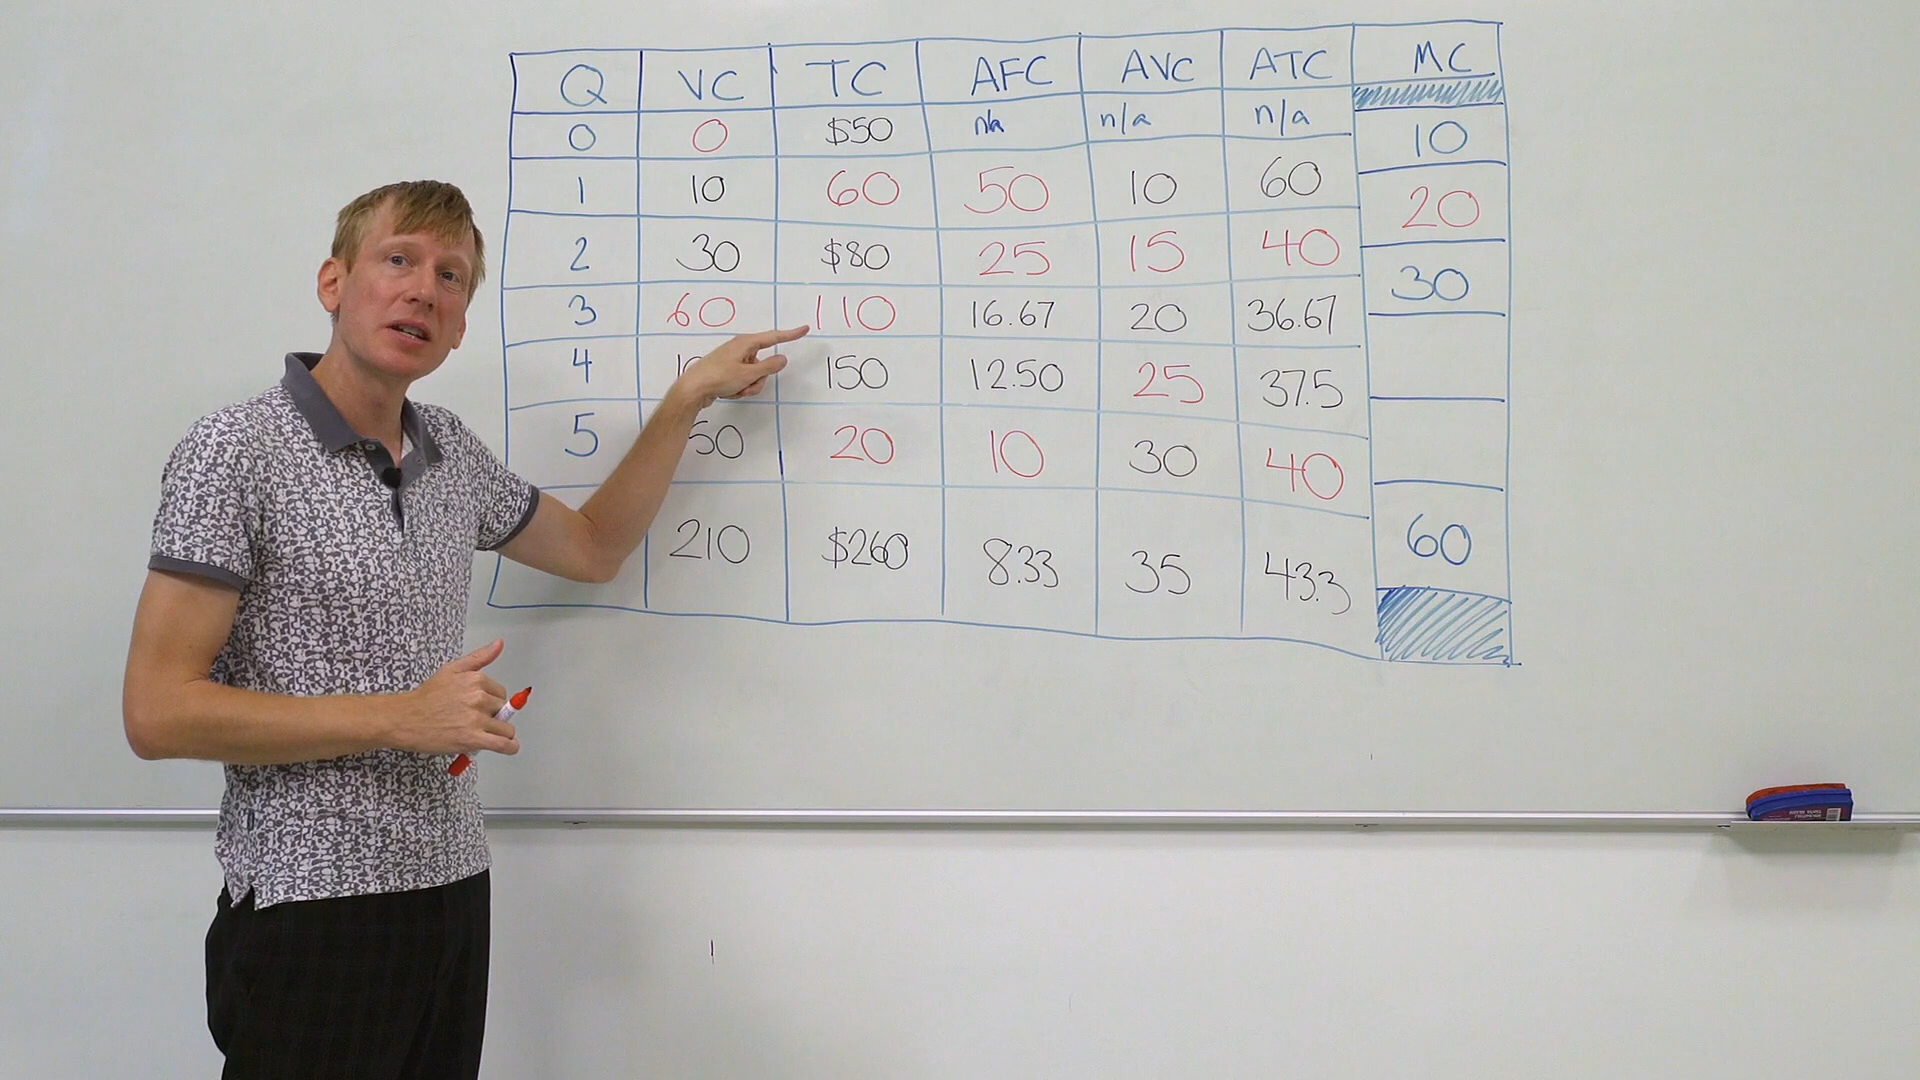 Q VC TC AFC AVC ATC MC
0 0 $50 n/a n/a n/a 10
1 10 60 50 10 60 20
2 30 $80 25 15 40 30
3 60 110 16.67 20 36.67
4 150 12.50 25 37.5
5 50 20 10 30 40
210 $260 8.33 35 43.3 60